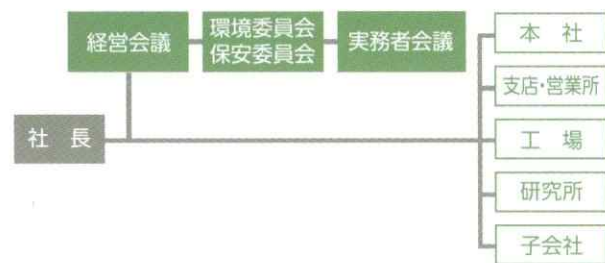 経営会議
環境委員会
保安委員会
実務者会議
社 長
本 社
支店・営業所
工 場
研究所
子会社